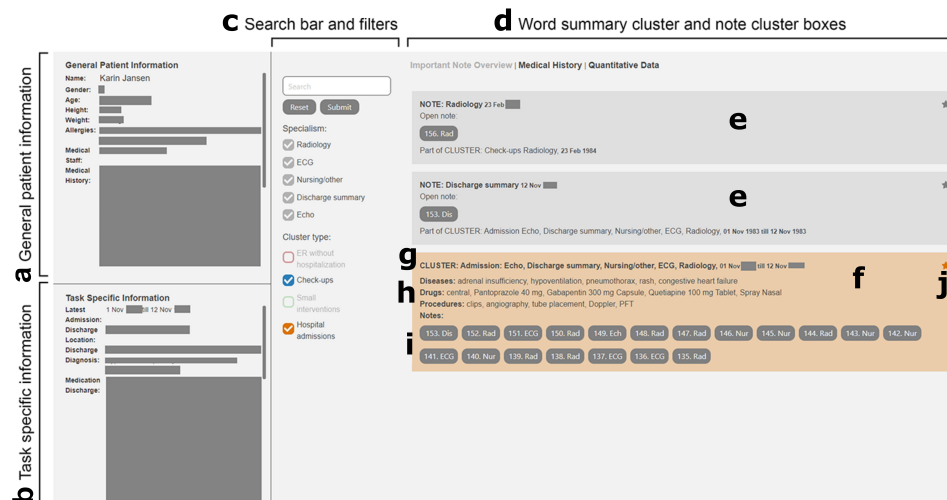 c Search bar and filters
d Word summary cluster and note cluster boxes
a General patient information
General Patient Information
Name: Karin Jansen
Gender:
Age:
Height:
Weight:
Allergies:
Medical
Staff:
Medical
History:
b Task specific information
Task Specific Information
Latest 1 Nov till 12 Nov
Admission:
Discharge
Location:
Discharge
Diagnosis:
Medication
Discharge:
Search
Reset Submit
Specialism:
Radiology
ECG
Nursing/other
Discharge summary
Echo
Cluster type:
ER without
hospitalization
Check-ups
Small
interventions
Hospital
admissions
Important Note Overview | Medical History | Quantitative Data
NOTE: Radiology 23 Feb
Open note:
e
156. Rad
Part of CLUSTER: Check-ups Radiology, 23 Feb 1984
NOTE: Discharge summary 12 Nov
Open note:
e
153. Dis
Part of CLUSTER: Admission Echo, Discharge summary, Nursing/other, ECG, Radiology, 01 Nov 1983 till 12 Nov 1983
g
CLUSTER: Admission: Echo, Discharge summary, Nursing/other, ECG, Radiology, 01 Nov till 12 Nov
f
j
h
Diseases: adrenal insufficiency, hypoventilation, pneumothorax, rash, congestive heart failure
Drugs: central, Pantoprazole 40 mg, Gabapentin 300 mg Capsule, Quetiapine 100 mg Tablet, Spray Nasal
Procedures: clips, angiography, tube placement, Doppler, PFT
Notes:
i
153. Dis 152. Rad 151. ECG 150. Rad 149. Ech 148. Rad 147. Rad 146. Nur 145. Nur 144. Rad 143. Nur 142. Nur
141. ECG 140. Nur 139. Rad 138. Rad 137. ECG 136. ECG 135. Rad